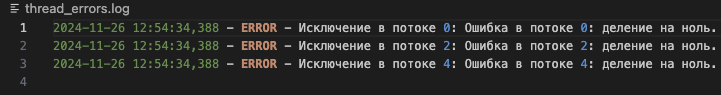 thread_errors.log
1 2024-11-26 12:54:34,388 - ERROR - Исключение в потоке 0: Ошибка в потоке 0: деление на ноль.
2 2024-11-26 12:54:34,388 - ERROR - Исключение в потоке 2: Ошибка в потоке 2: деление на ноль.
3 2024-11-26 12:54:34,388 - ERROR - Исключение в потоке 4: Ошибка в потоке 4: деление на ноль.
4